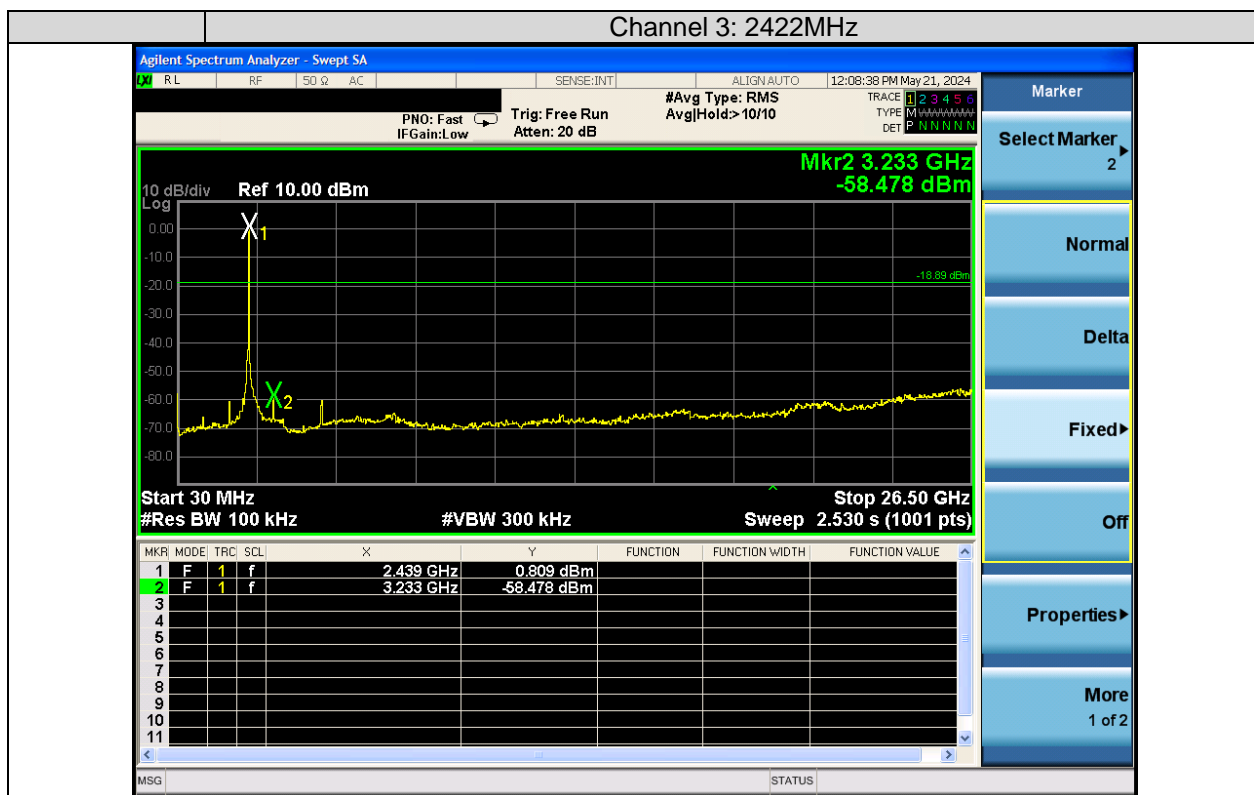 Channel 3: 2422MHz
Agilent Spectrum Analyzer - Swept SA
LXI RL RF 50 Ω AC SENSE:INT ALIGN AUTO 12:08:38 PM May 21, 2024
PNO: Fast Trig: Free Run #Avg Type: RMS TRACE 1 2 3 4 5 6
IFGain:Low Atten: 20 dB Avg|Hold:>10/10 TYPE M
DET P N N N N N
Mkr2 3.233 GHz
-58.478 dBm
10 dB/div Ref 10.00 dBm
Log
0.00
1
-10.0
-18.89 dBm
-20.0
-30.0
-40.0
-50.0
-60.0
2
-70.0
-80.0
Start 30 MHz Stop 26.50 GHz
#Res BW 100 kHz #VBW 300 kHz Sweep 2.530 s (1001 pts)
MKR MODE TRC SCL X Y FUNCTION FUNCTION WIDTH FUNCTION VALUE
1 F 1 f 2.439 GHz 0.809 dBm
2 F 1 f 3.233 GHz -58.478 dBm
3
4
5
6
7
8
9
10
11
MSG STATUS
Marker
Select Marker
2
Normal
Delta
Fixed
Off
Properties
More
1 of 2